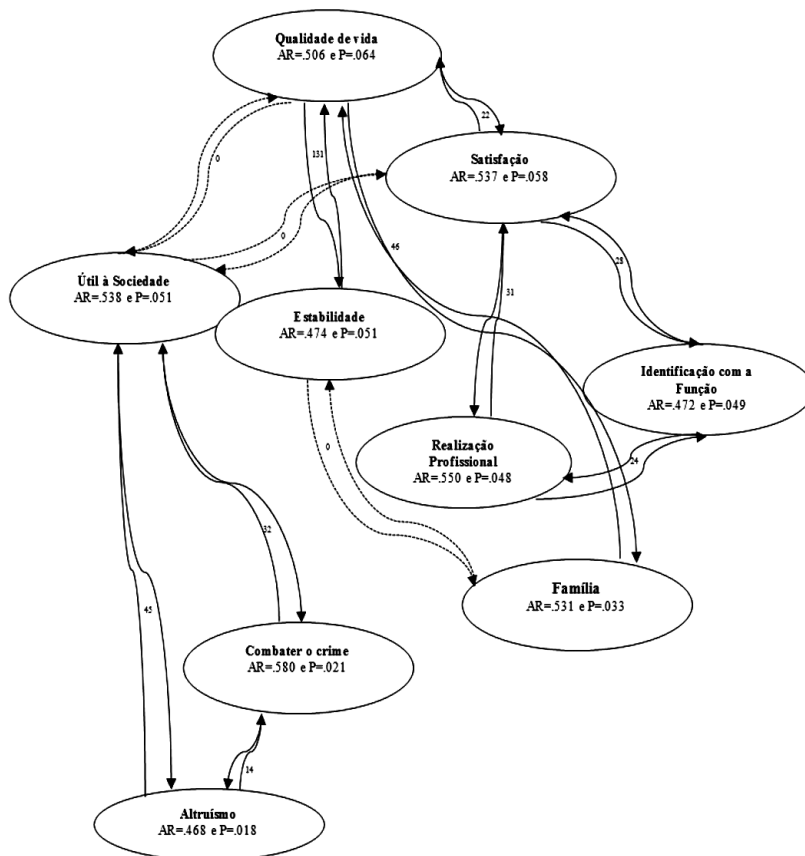 Qualidade de vida
AR=.506 e P=.064
22
Satisfação
AR=.537 e P=.058
0
131
0
46
28
31
Útil à Sociedade
AR=.538 e P=.051
Estabilidade
AR=.474 e P=.051
Identificação com a
Função
AR=.472 e P=.049
Realização
Profissional
AR=.550 e P=.048
0
24
32
Família
AR=.531 e P=.033
45
Combater o crime
AR=.580 e P=.021
14
Altruísmo
AR=.468 e P=.018